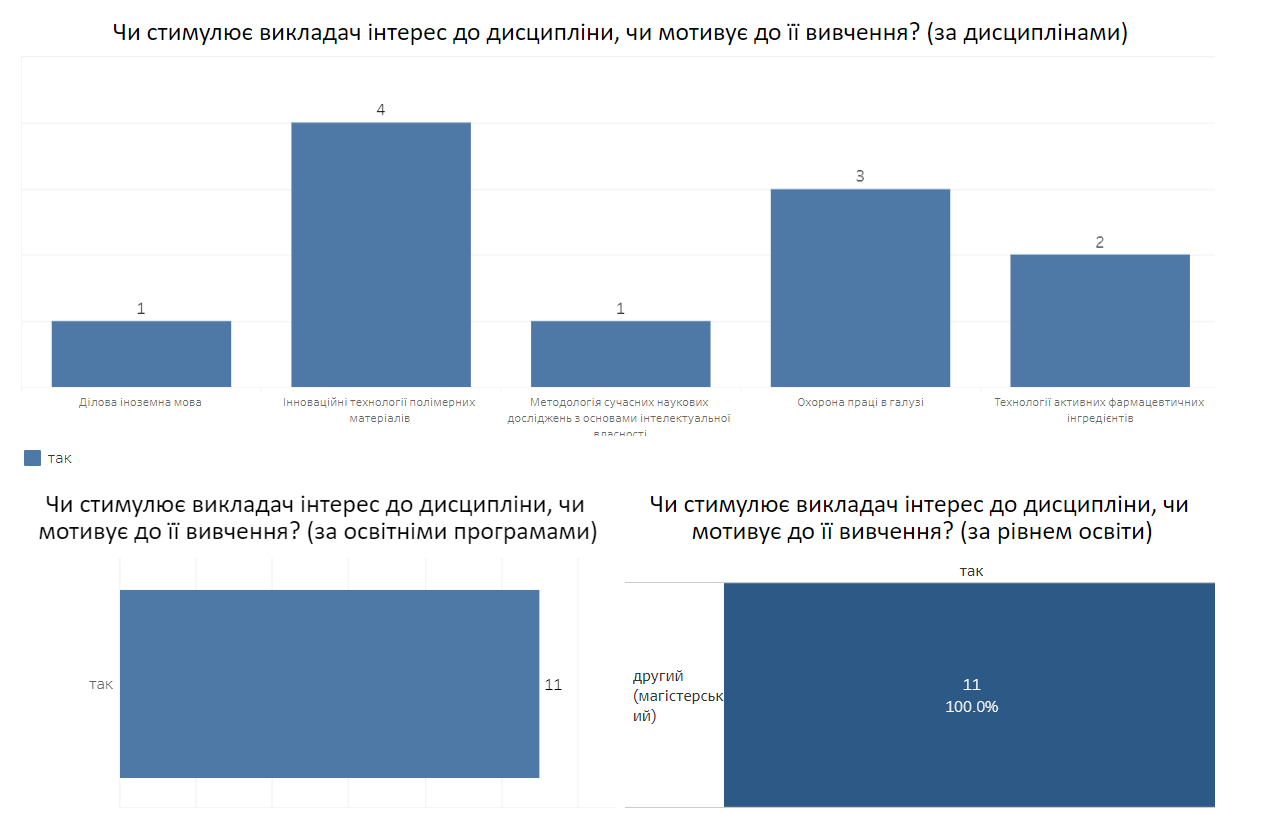 Чи стимулює викладач інтерес до дисципліни, чи мотивує до її вивчення? (за дисциплінами)
4
3
2
1
1
Ділова іноземна мова
Інноваційні технології полімерних
матеріалів
Методологія сучасних наукових
досліджень з основами інтелектуальної
власності
Охорона праці в галузі
Технології активних фармацевтичних
інгредієнтів
так
Чи стимулює викладач інтерес до дисципліни, чи
мотивує до її вивчення? (за освітніми програмами)
так
11
Чи стимулює викладач інтерес до дисципліни, чи
мотивує до її вивчення? (за рівнем освіти)
так
другий
(магістерськ
ий)
11
100.0%